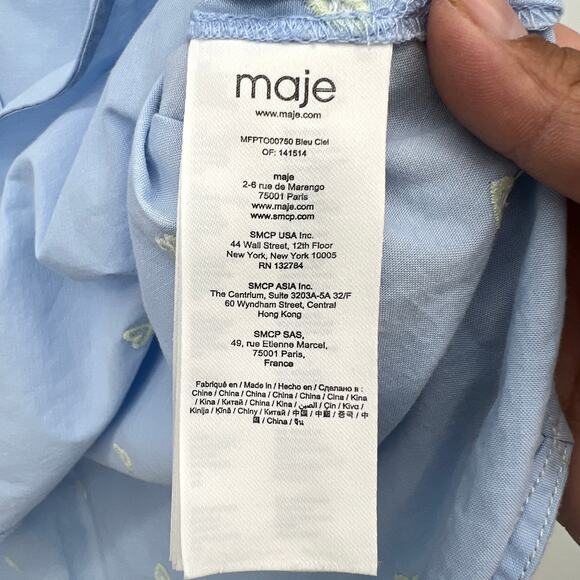 maje
www.maje.com
MFPTO00750 Bleu Ciel
OF: 141514
maje
2-6 rue de Marengo
75001 Paris
www.maje.com
www.smcp.com
SMCP USA Inc.
44 Wall Street, 12th Floor
New York, New York 10005
RN 132784
SMCP ASIA Inc.
The Cantrium, Suite 3203A-5A 32/F
60 Wyndham Street, Central
Hong Kong
SMCP SAS,
49, rue Etienne Marcel,
75001 Paris,
France
Fabriqué en / Made in / Hecho en / Сделано в :
Chine / China / China / China / China / Cina / Kina
/ Kina / Китай / China / Kina / الصين / Çin / Kiva /
Kinija / Ķīnā / Chiny / Китай / 中国 / 中國 / 중국 / 中
国 / China / จีน